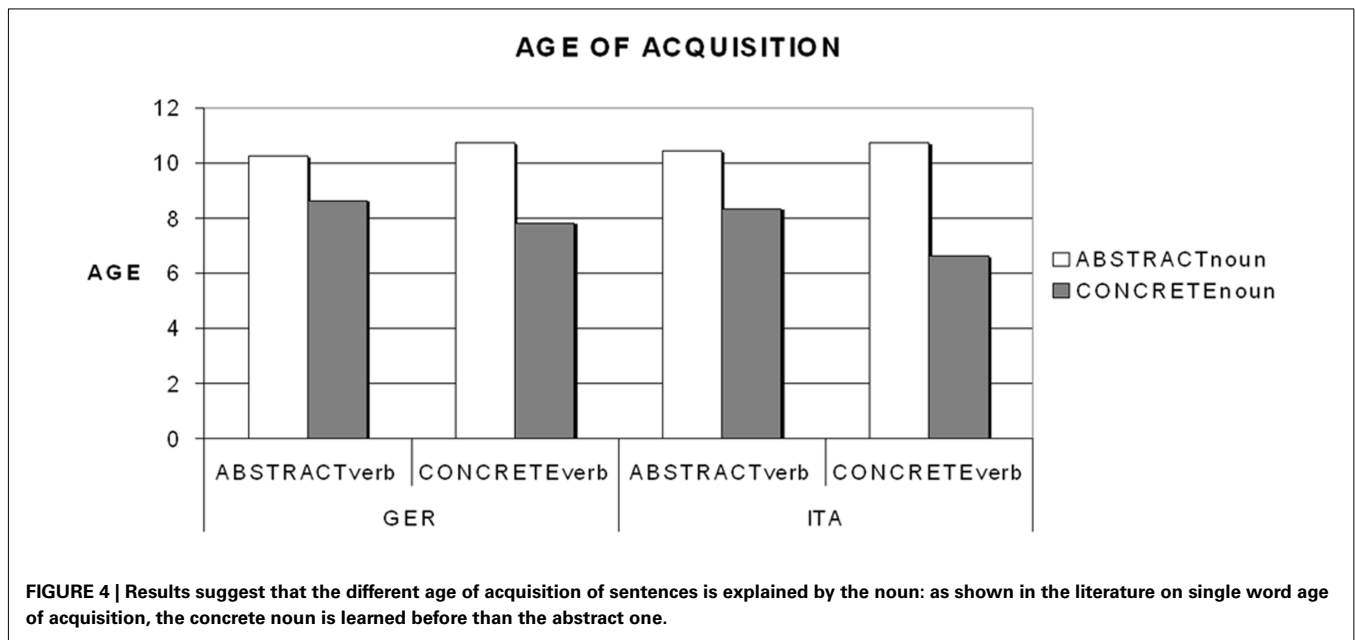 AGE OF ACQUISITION
12
10
8
6
4
2
0
AGE
ABSTRACTverb CONCRETEverb ABSTRACTverb CONCRETEverb
GER ITA
ABSTRACTnoun
CONCRETEnoun
FIGURE 4 | Results suggest that the different age of acquisition of sentences is explained by the noun: as shown in the literature on single word age
of acquisition, the concrete noun is learned before than the abstract one.